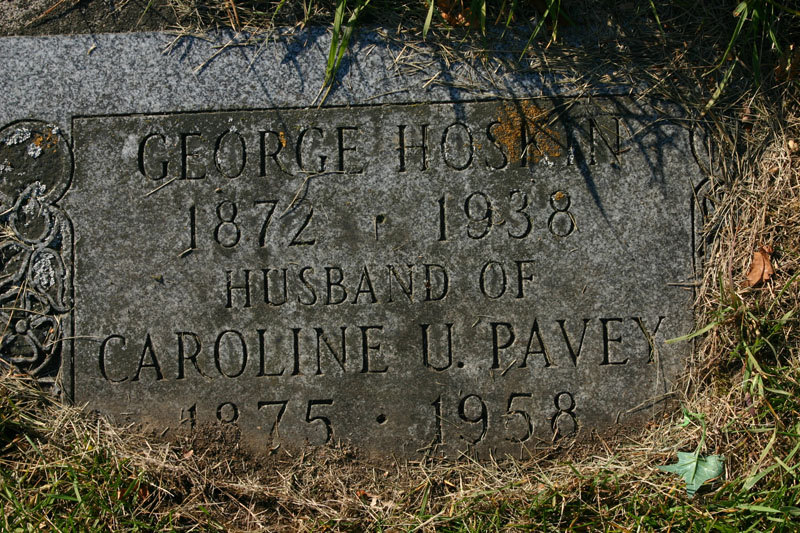 GEORGE HOSKIN
1872 · 1938
HUSBAND OF
CAROLINE U. PAVEY
1875 · 1958